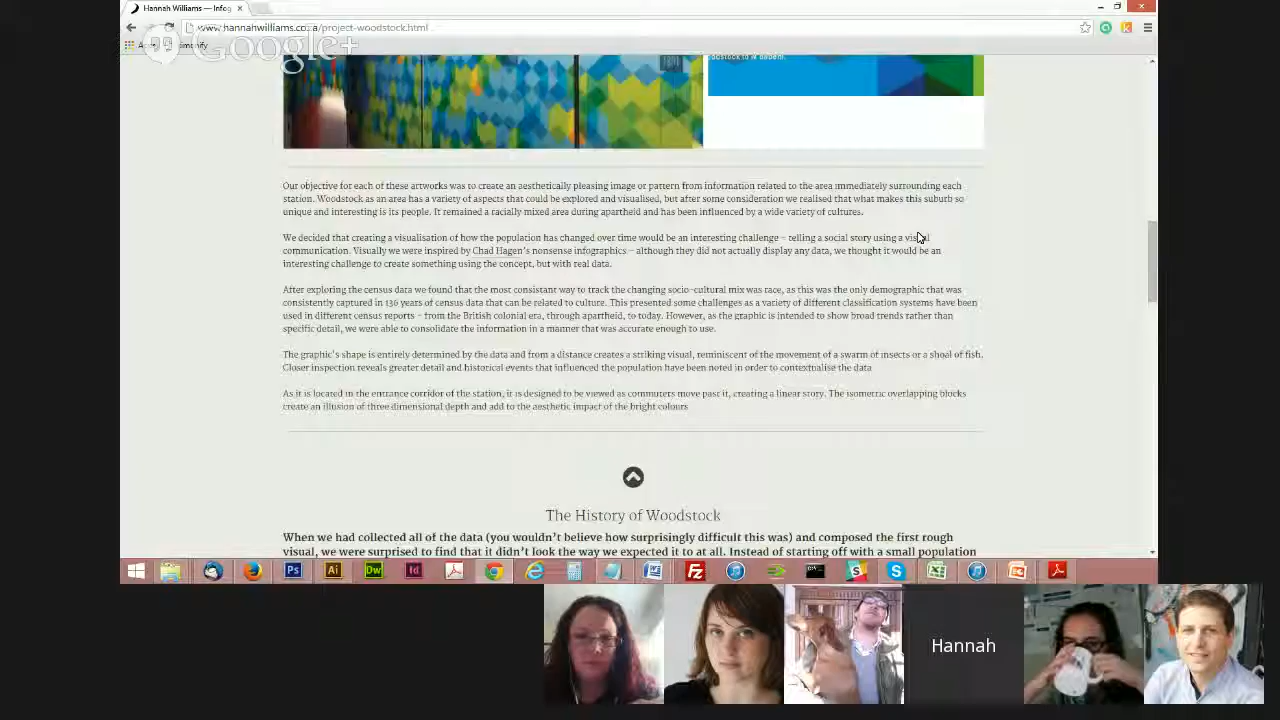 Hannah Williams — Infog
www.hannahwilliams.co.za/project-woodstock.html
Google+
Our objective for each of these artworks was to create an aesthetically pleasing image or pattern from information related to the area immediately surrounding each
station. Woodstock as an area has a variety of aspects that could be explored and visualised, but after some consideration we realised that what makes this suburb so
unique and interesting is its people. It remained a racially mixed area during apartheid and has been influenced by a wide variety of cultures.
We decided that creating a visualisation of how the population has changed over time would be an interesting challenge – telling a social story using a visual
communication. Visually we were inspired by Chad Hagen's nonsense infographics – although they did not actually display any data, we thought it would be an
interesting challenge to create something using the concept, but with real data.
After exploring the census data we found that the most consistant way to track the changing socio-cultural mix was race, as this was the only demographic that was
consistently captured in 136 years of census data that can be related to culture. This presented some challenges as a variety of different classification systems have been
used in different census reports – from the British colonial era, through apartheid, to today. However, as the graphic is intended to show broad trends rather than
specific detail, we were able to consolidate the information in a manner that was accurate enough to use.
The graphic's shape is entirely determined by the data and from a distance creates a striking visual, reminiscent of the movement of a swarm of insects or a shoal of fish.
Closer inspection reveals greater detail and historical events that influenced the population have been noted in order to contextualise the data
As it is located in the entrance corridor of the station, it is designed to be viewed as commuters move past it, creating a linear story. The isometric overlapping blocks
create an illusion of three dimensional depth and add to the aesthetic impact of the bright colours
The History of Woodstock
When we had collected all of the data (you wouldn't believe how surprisingly difficult this was) and composed the first rough
visual, we were surprised to find that it didn't look the way we expected it to at all. Instead of starting off with a small population
Ps Ai Dw Id
Hannah